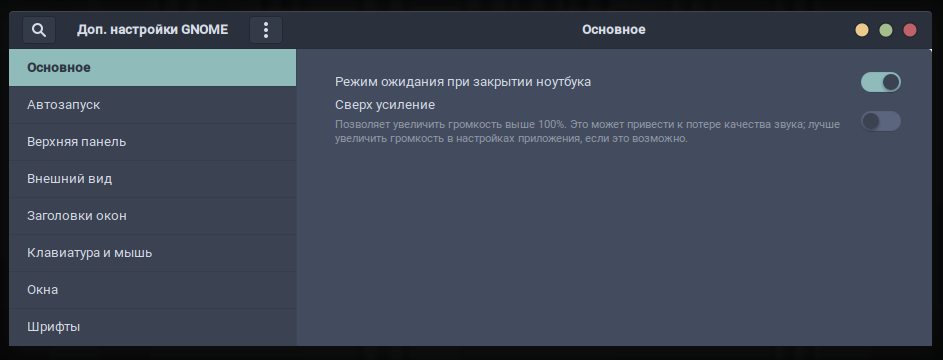 Доп. настройки GNOME
Основное
Основное
Автозапуск
Верхняя панель
Внешний вид
Заголовки окон
Клавиатура и мышь
Окна
Шрифты
Режим ожидания при закрытии ноутбука
Сверх усиление
Позволяет увеличить громкость выше 100%. Это может привести к потере качества звука; лучше
увеличить громкость в настройках приложения, если это возможно.